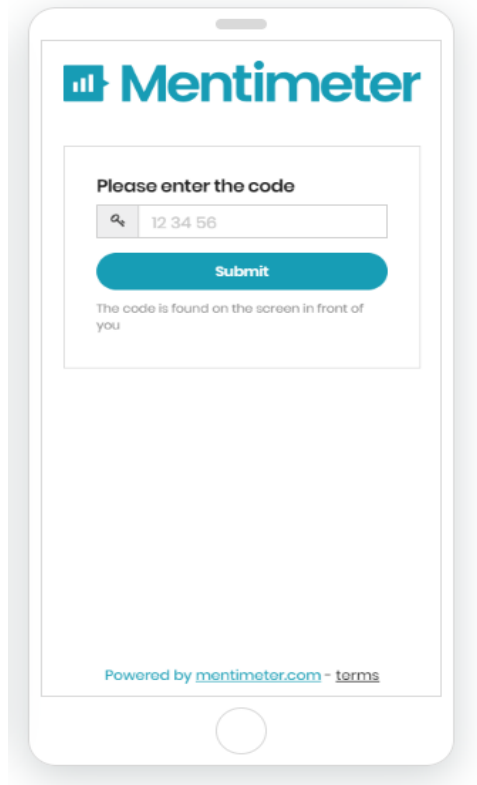 Mentimeter
Please enter the code
12 34 56
Submit
The code is found on the screen in front of
you
Powered by mentimeter.com - terms